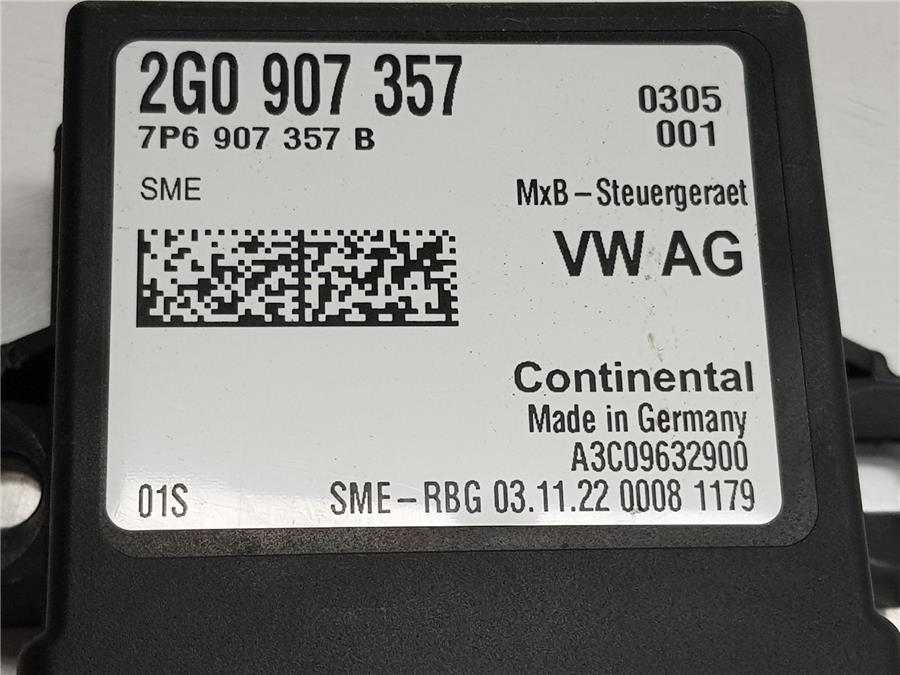 2G0 907 357
7P6 907 357 B
0305
001
SME
MxB-Steuergeraet
VW AG
Continental
Made in Germany
A3C09632900
01S
SME-RBG 03.11.22 0008 1179